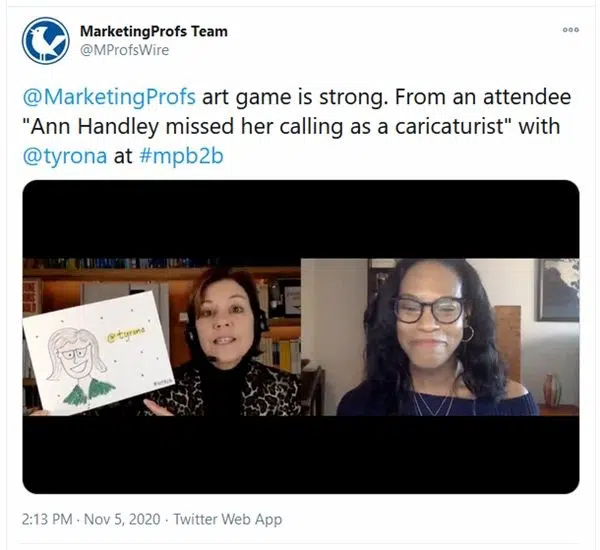 MarketingProfs Team
@MProfsWire
@MarketingProfs art game is strong. From an attendee
"Ann Handley missed her calling as a caricaturist" with
@tyrona at #mpb2b
@tyrona
2:13 PM · Nov 5, 2020 · Twitter Web App